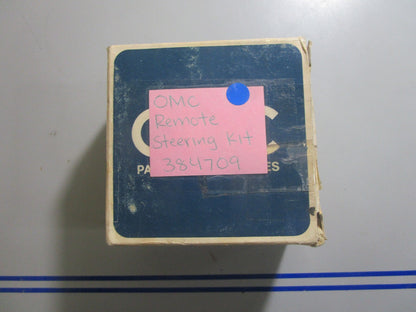 OMC
Remote
Steering Kit
384709
C
PA
ES